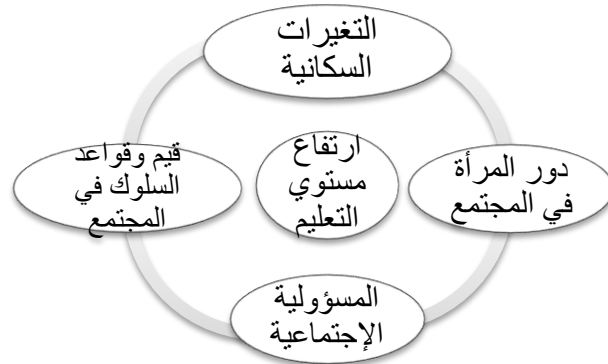 التغيرات
السكانية
دور المرأة
في المجتمع
ارتفاع
مستوي
التعليم
قيم وقواعد
السلوك في
المجتمع
المسؤولية
الإجتماعية